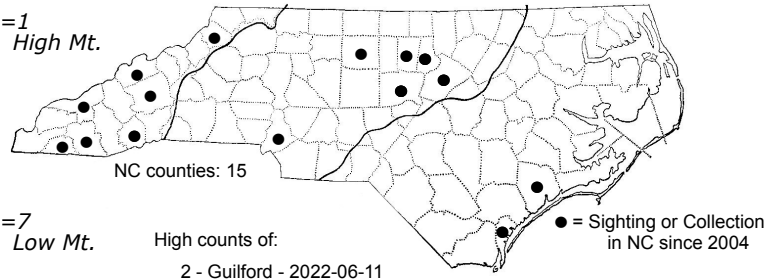 =1
High Mt.
NC counties: 15
=7
Low Mt.
High counts of:
2 - Guilford - 2022-06-11
● = Sighting or Collection
in NC since 2004